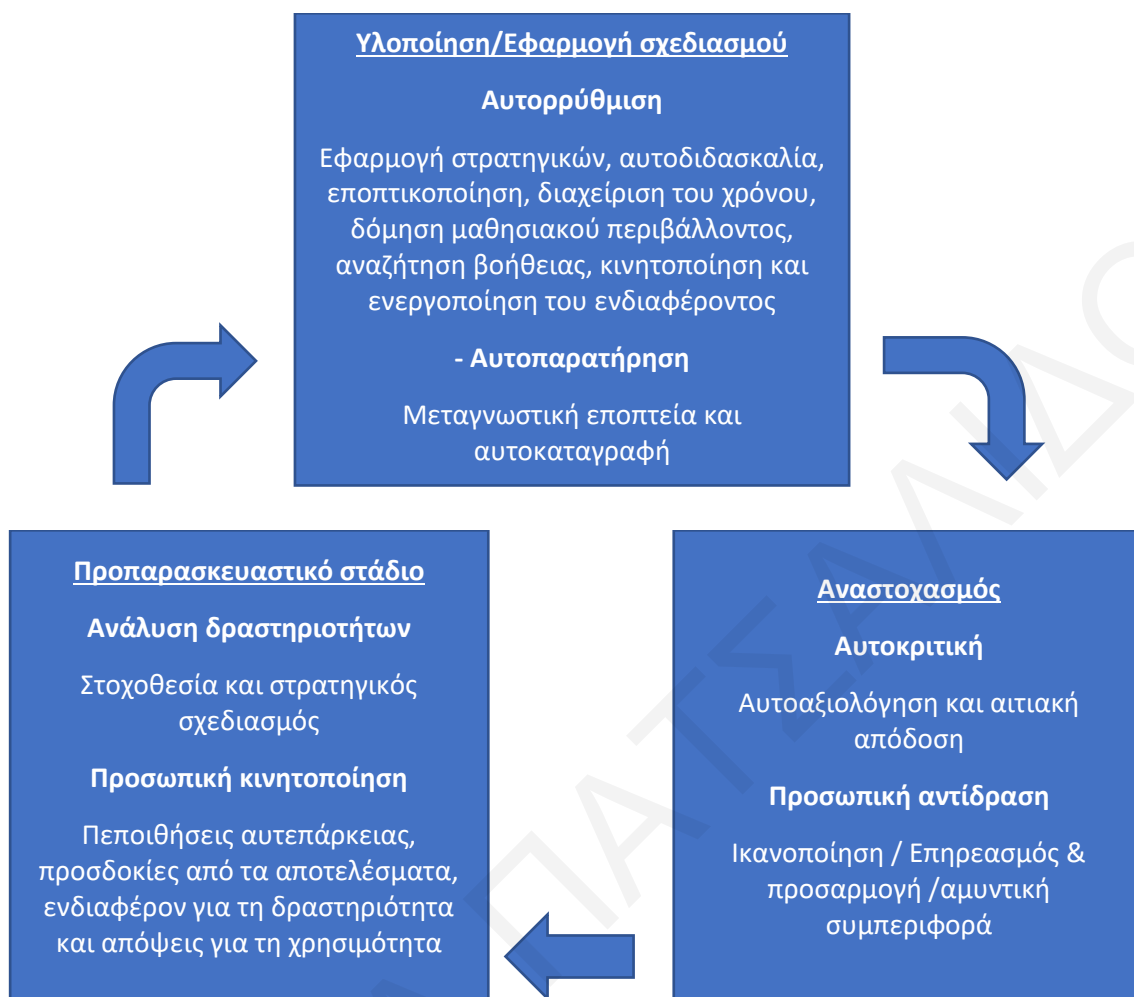 Υλοποίηση/Εφαρμογή σχεδιασμού
Αυτορρύθμιση
Εφαρμογή στρατηγικών, αυτοδιδασκαλία,
εποπτικοποίηση, διαχείριση του χρόνου,
δόμηση μαθησιακού περιβάλλοντος,
αναζήτηση βοήθειας, κινητοποίηση και
ενεργοποίηση του ενδιαφέροντος
- Αυτοπαρατήρηση
Μεταγνωστική εποπτεία και
αυτοκαταγραφή
Προπαρασκευαστικό στάδιο
Ανάλυση δραστηριοτήτων
Στοχοθεσία και στρατηγικός
σχεδιασμός
Προσωπική κινητοποίηση
Πεποιθήσεις αυτεπάρκειας,
προσδοκίες από τα αποτελέσματα,
ενδιαφέρον για τη δραστηριότητα
και απόψεις για τη χρησιμότητα
Αναστοχασμός
Αυτοκριτική
Αυτοαξιολόγηση και αιτιακή
απόδοση
Προσωπική αντίδραση
Ικανοποίηση / Επηρεασμός &
προσαρμογή /αμυντική
συμπεριφορά